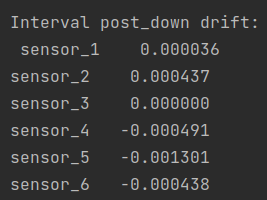 Interval post_down drift:
sensor_1    0.000036
sensor_2    0.000437
sensor_3    0.000000
sensor_4   -0.000491
sensor_5   -0.001301
sensor_6   -0.000438